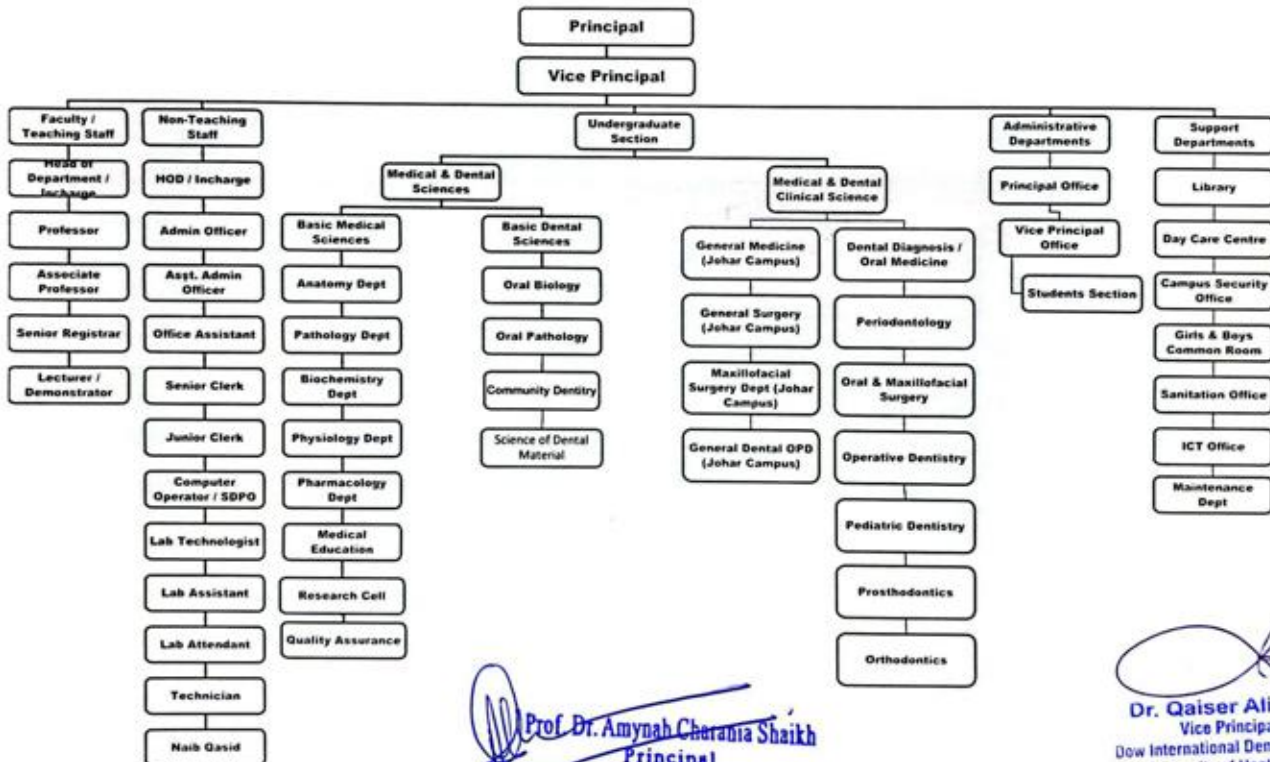 Principal
Vice Principal
Faculty /
Teaching Staff
Head of
Department /
Incharge
Professor
Associate
Professor
Senior Registrar
Lecturer /
Demonstrator
Non-Teaching
Staff
HOD / Incharge
Admin Officer
Asst. Admin
Officer
Office Assistant
Senior Clerk
Junior Clerk
Computer
Operator / SDPO
Lab Technologist
Lab Assistant
Lab Attendant
Technician
Naib Qasid
Undergraduate
Section
Medical & Dental
Sciences
Basic Medical
Sciences
Anatomy Dept
Pathology Dept
Biochemistry
Dept
Physiology Dept
Pharmacology
Dept
Medical
Education
Research Cell
Quality Assurance
Basic Dental
Sciences
Oral Biology
Oral Pathology
Community Dentitry
Science of Dental
Material
Medical & Dental
Clinical Science
General Medicine
(Johar Campus)
General Surgery
(Johar Campus)
Maxillofacial
Surgery Dept (Johar
Campus)
General Dental OPD
(Johar Campus)
Dental Diagnosis /
Oral Medicine
Periodontology
Oral & Maxillofacial
Surgery
Operative Dentistry
Pediatric Dentistry
Prosthodontics
Orthodontics
Administrative
Departments
Principal Office
Vice Principal
Office
Students Section
Support
Departments
Library
Day Care Centre
Campus Security
Office
Girls & Boys
Common Room
Sanitation Office
ICT Office
Maintenance
Dept
Prof. Dr. Amynah Charania Shaikh
Principal
Dr. Qaiser Ali
Vice Principa
Dow International Den